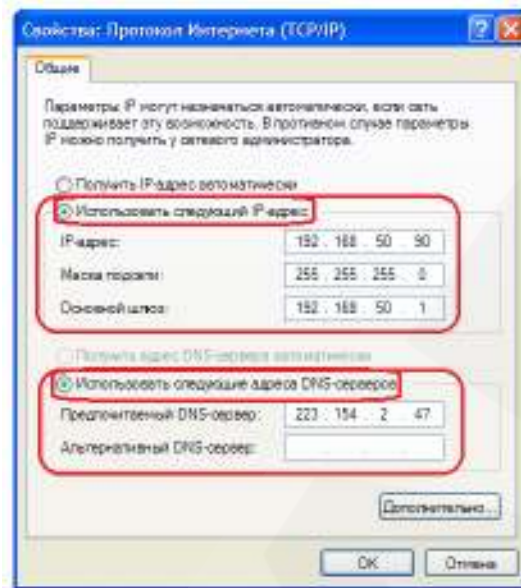 Свойства: Протокол Интернета (TCP/IP)
Общие
Параметры IP могут назначаться автоматически, если сеть
поддерживает эту возможность. В противном случае параметры
IP можно получить у сетевого администратора.
Получить IP-адрес автоматически
Использовать следующий IP-адрес:
IP-адрес: 192 . 168 . 50 . 90
Маска подсети: 255 . 255 . 255 . 0
Основной шлюз: 192 . 168 . 50 . 1
Получить адрес DNS-сервера автоматически
Использовать следующие адреса DNS-серверов:
Предпочитаемый DNS-сервер: 223 . 154 . 2 . 47
Альтернативный DNS-сервер: . . .
Дополнительно...
OK
Отмена